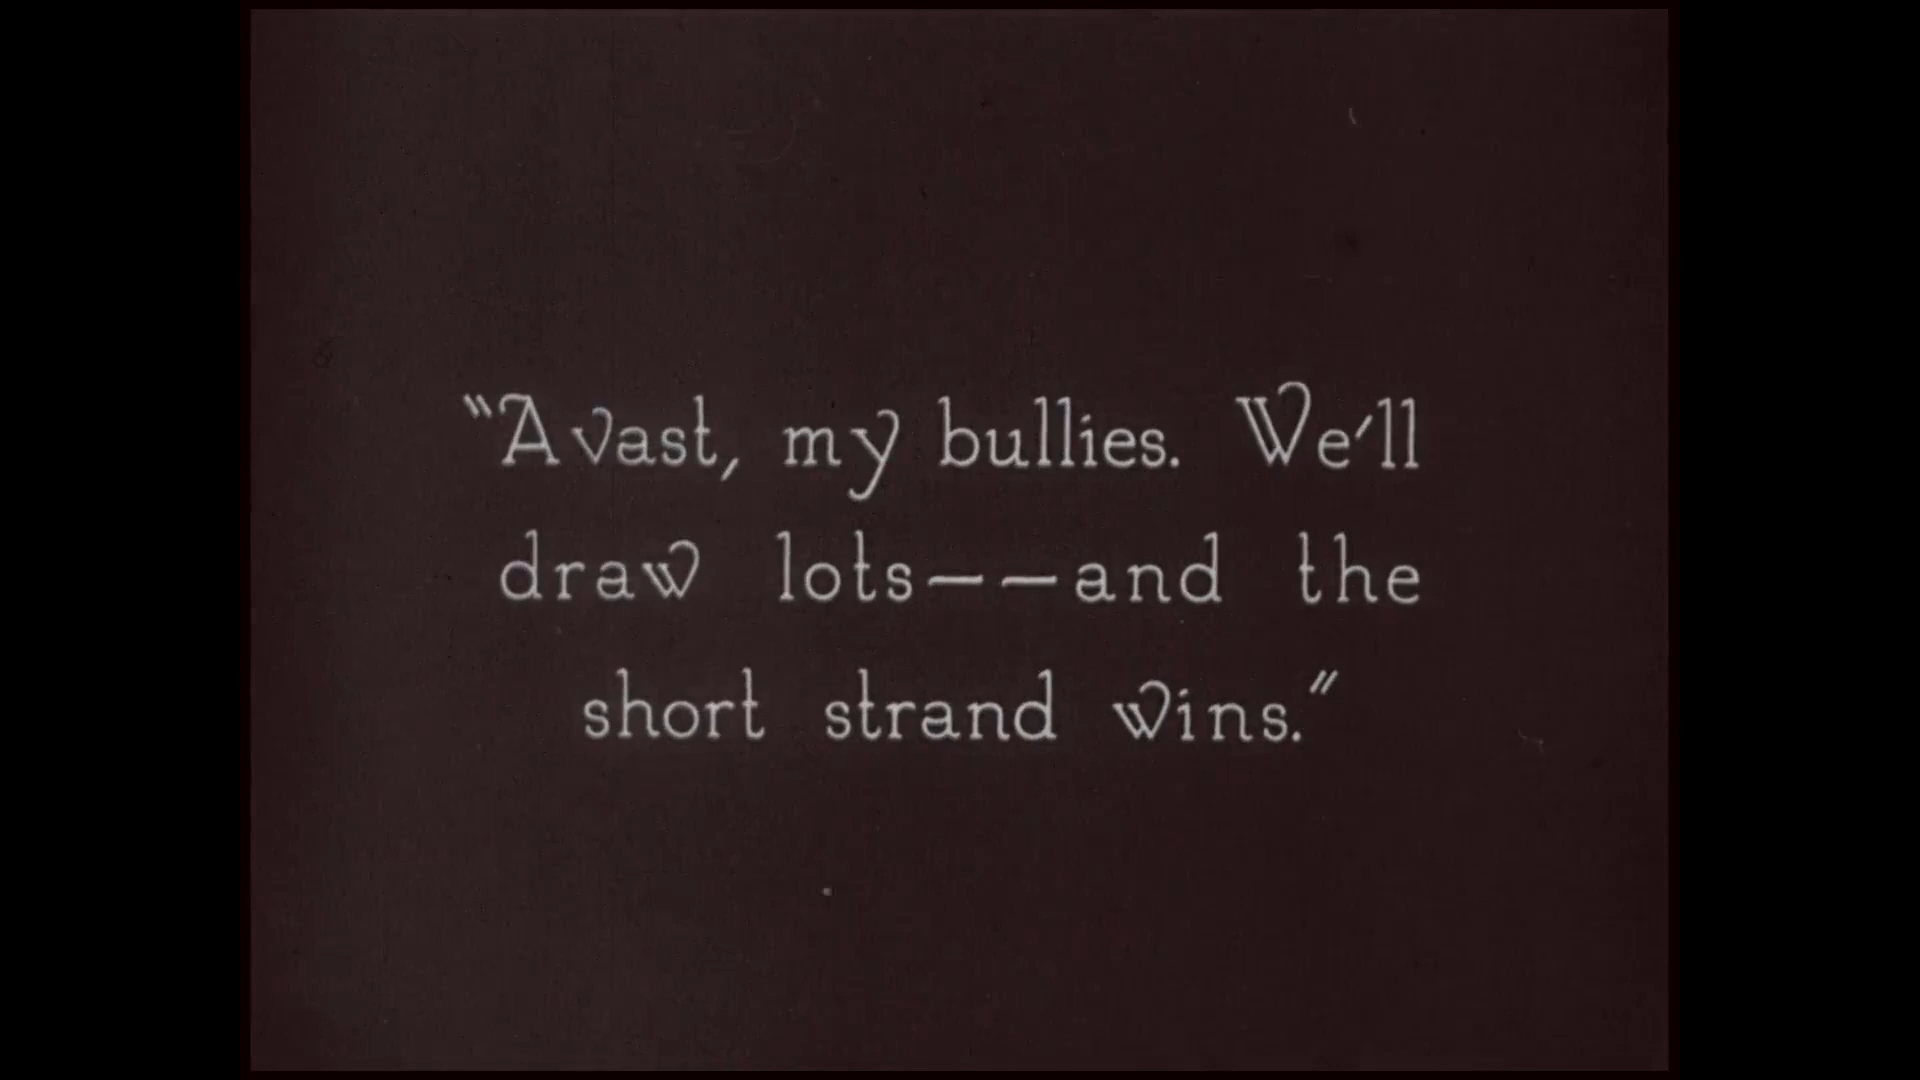 "Avast, my bullies. We'll
draw lots--and the
short strand wins."